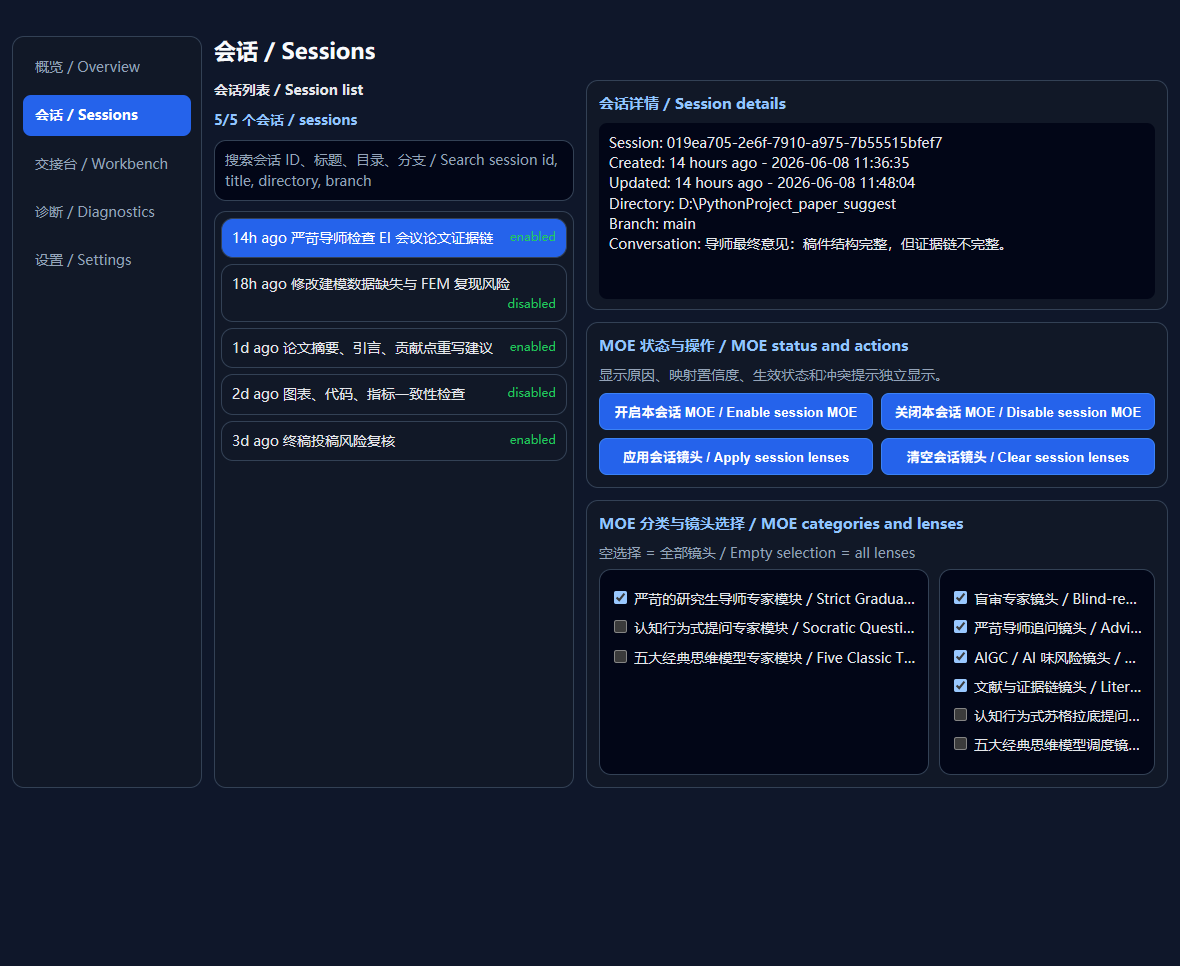 概览 / Overview
会话 / Sessions
交接台 / Workbench
诊断 / Diagnostics
设置 / Settings
会话 / Sessions
会话列表 / Session list
5/5 个会话 / sessions
搜索会话 ID、标题、目录、分支 / Search session id,
title, directory, branch
14h ago 严苛导师检查 EI 会议论文证据链 enabled
18h ago 修改建模数据缺失与 FEM 复现风险
disabled
1d ago 论文摘要、引言、贡献点重写建议 enabled
2d ago 图表、代码、指标一致性检查 disabled
3d ago 终稿投稿风险复核 enabled
会话详情 / Session details
Session: 019ea705-2e6f-7910-a975-7b55515bfef7
Created: 14 hours ago - 2026-06-08 11:36:35
Updated: 14 hours ago - 2026-06-08 11:48:04
Directory: D:\PythonProject_paper_suggest
Branch: main
Conversation: 导师最终意见：稿件结构完整，但证据链不完整。
MOE 状态与操作 / MOE status and actions
显示原因、映射置信度、生效状态和冲突提示独立显示。
开启本会话 MOE / Enable session MOE
关闭本会话 MOE / Disable session MOE
应用会话镜头 / Apply session lenses
清空会话镜头 / Clear session lenses
MOE 分类与镜头选择 / MOE categories and lenses
空选择 = 全部镜头 / Empty selection = all lenses
严苛的研究生导师专家模块 / Strict Gradua...
认知行为式提问专家模块 / Socratic Questi...
五大经典思维模型专家模块 / Five Classic T...
盲审专家镜头 / Blind-re...
严苛导师追问镜头 / Advi...
AIGC / AI 味风险镜头 / ...
文献与证据链镜头 / Liter...
认知行为式苏格拉底提问...
五大经典思维模型调度镜...